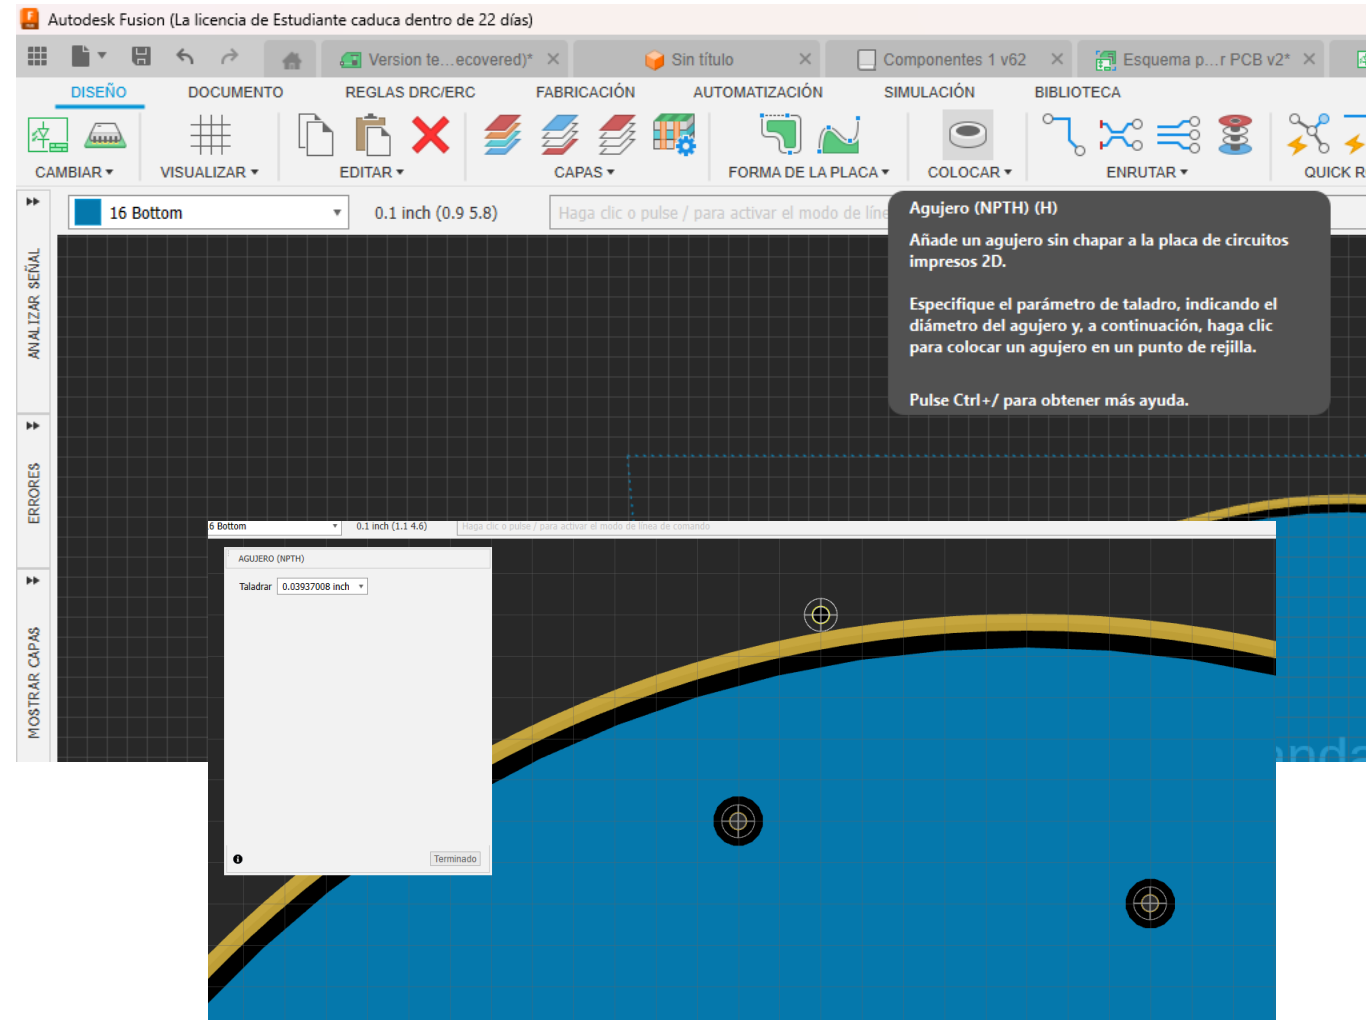 Autodesk Fusion (La licencia de Estudiante caduca dentro de 22 días)
Version te...ecovered)*
Sin título
Componentes 1 v62
Esquema p...r PCB v2*
DISEÑO
DOCUMENTO
REGLAS DRC/ERC
FABRICACIÓN
AUTOMATIZACIÓN
SIMULACIÓN
BIBLIOTECA
CAMBIAR
VISUALIZAR
EDITAR
CAPAS
FORMA DE LA PLACA
COLOCAR
ENRUTAR
QUICK R
16 Bottom
0.1 inch (0.9 5.8)
Haga clic o pulse / para activar el modo de líne
Agujero (NPTH) (H)
Añade un agujero sin chapar a la placa de circuitos
impresos 2D.
Especifique el parámetro de taladro, indicando el
diámetro del agujero y, a continuación, haga clic
para colocar un agujero en un punto de rejilla.
Pulse Ctrl+/ para obtener más ayuda.
ANALIZAR SEÑAL
ERRORES
MOSTRAR CAPAS
6 Bottom
0.1 inch (1.1 4.6)
Haga clic o pulse / para activar el modo de línea de comando
AGUJERO (NPTH)
Taladrar 0.03937008 inch
Terminado
anda